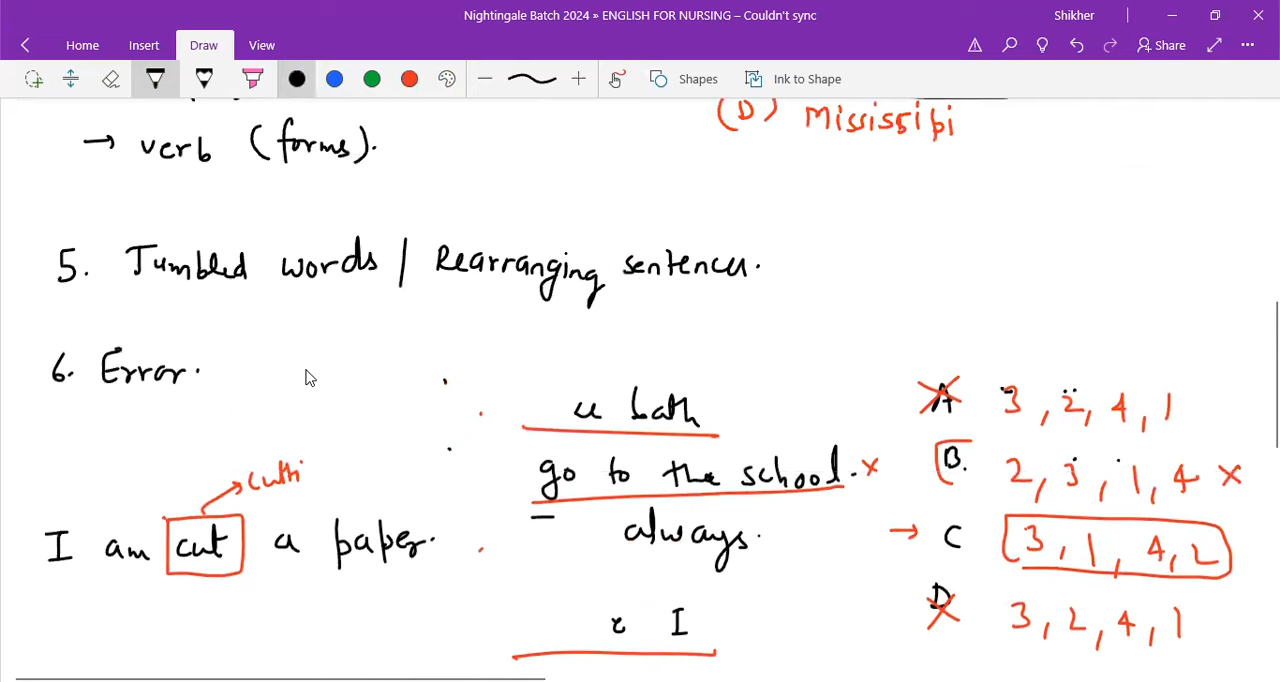 Nightingale Batch 2024 » ENGLISH FOR NURSING – Couldn't sync
Shikher
Home Insert Draw View
Share
Shapes Ink to Shape
(D) Mississibi
→ verb (forms).
5. Jumbled words / Rearranging sentences.
6. Error.
bath
A 3, 2, 4, 1
go to the school. x
B. 2, 3, 1, 4 x
cutti
I am cut a paper.
always.
→ C (3, 1, 4, 2
I
D 3, 2, 4, 1